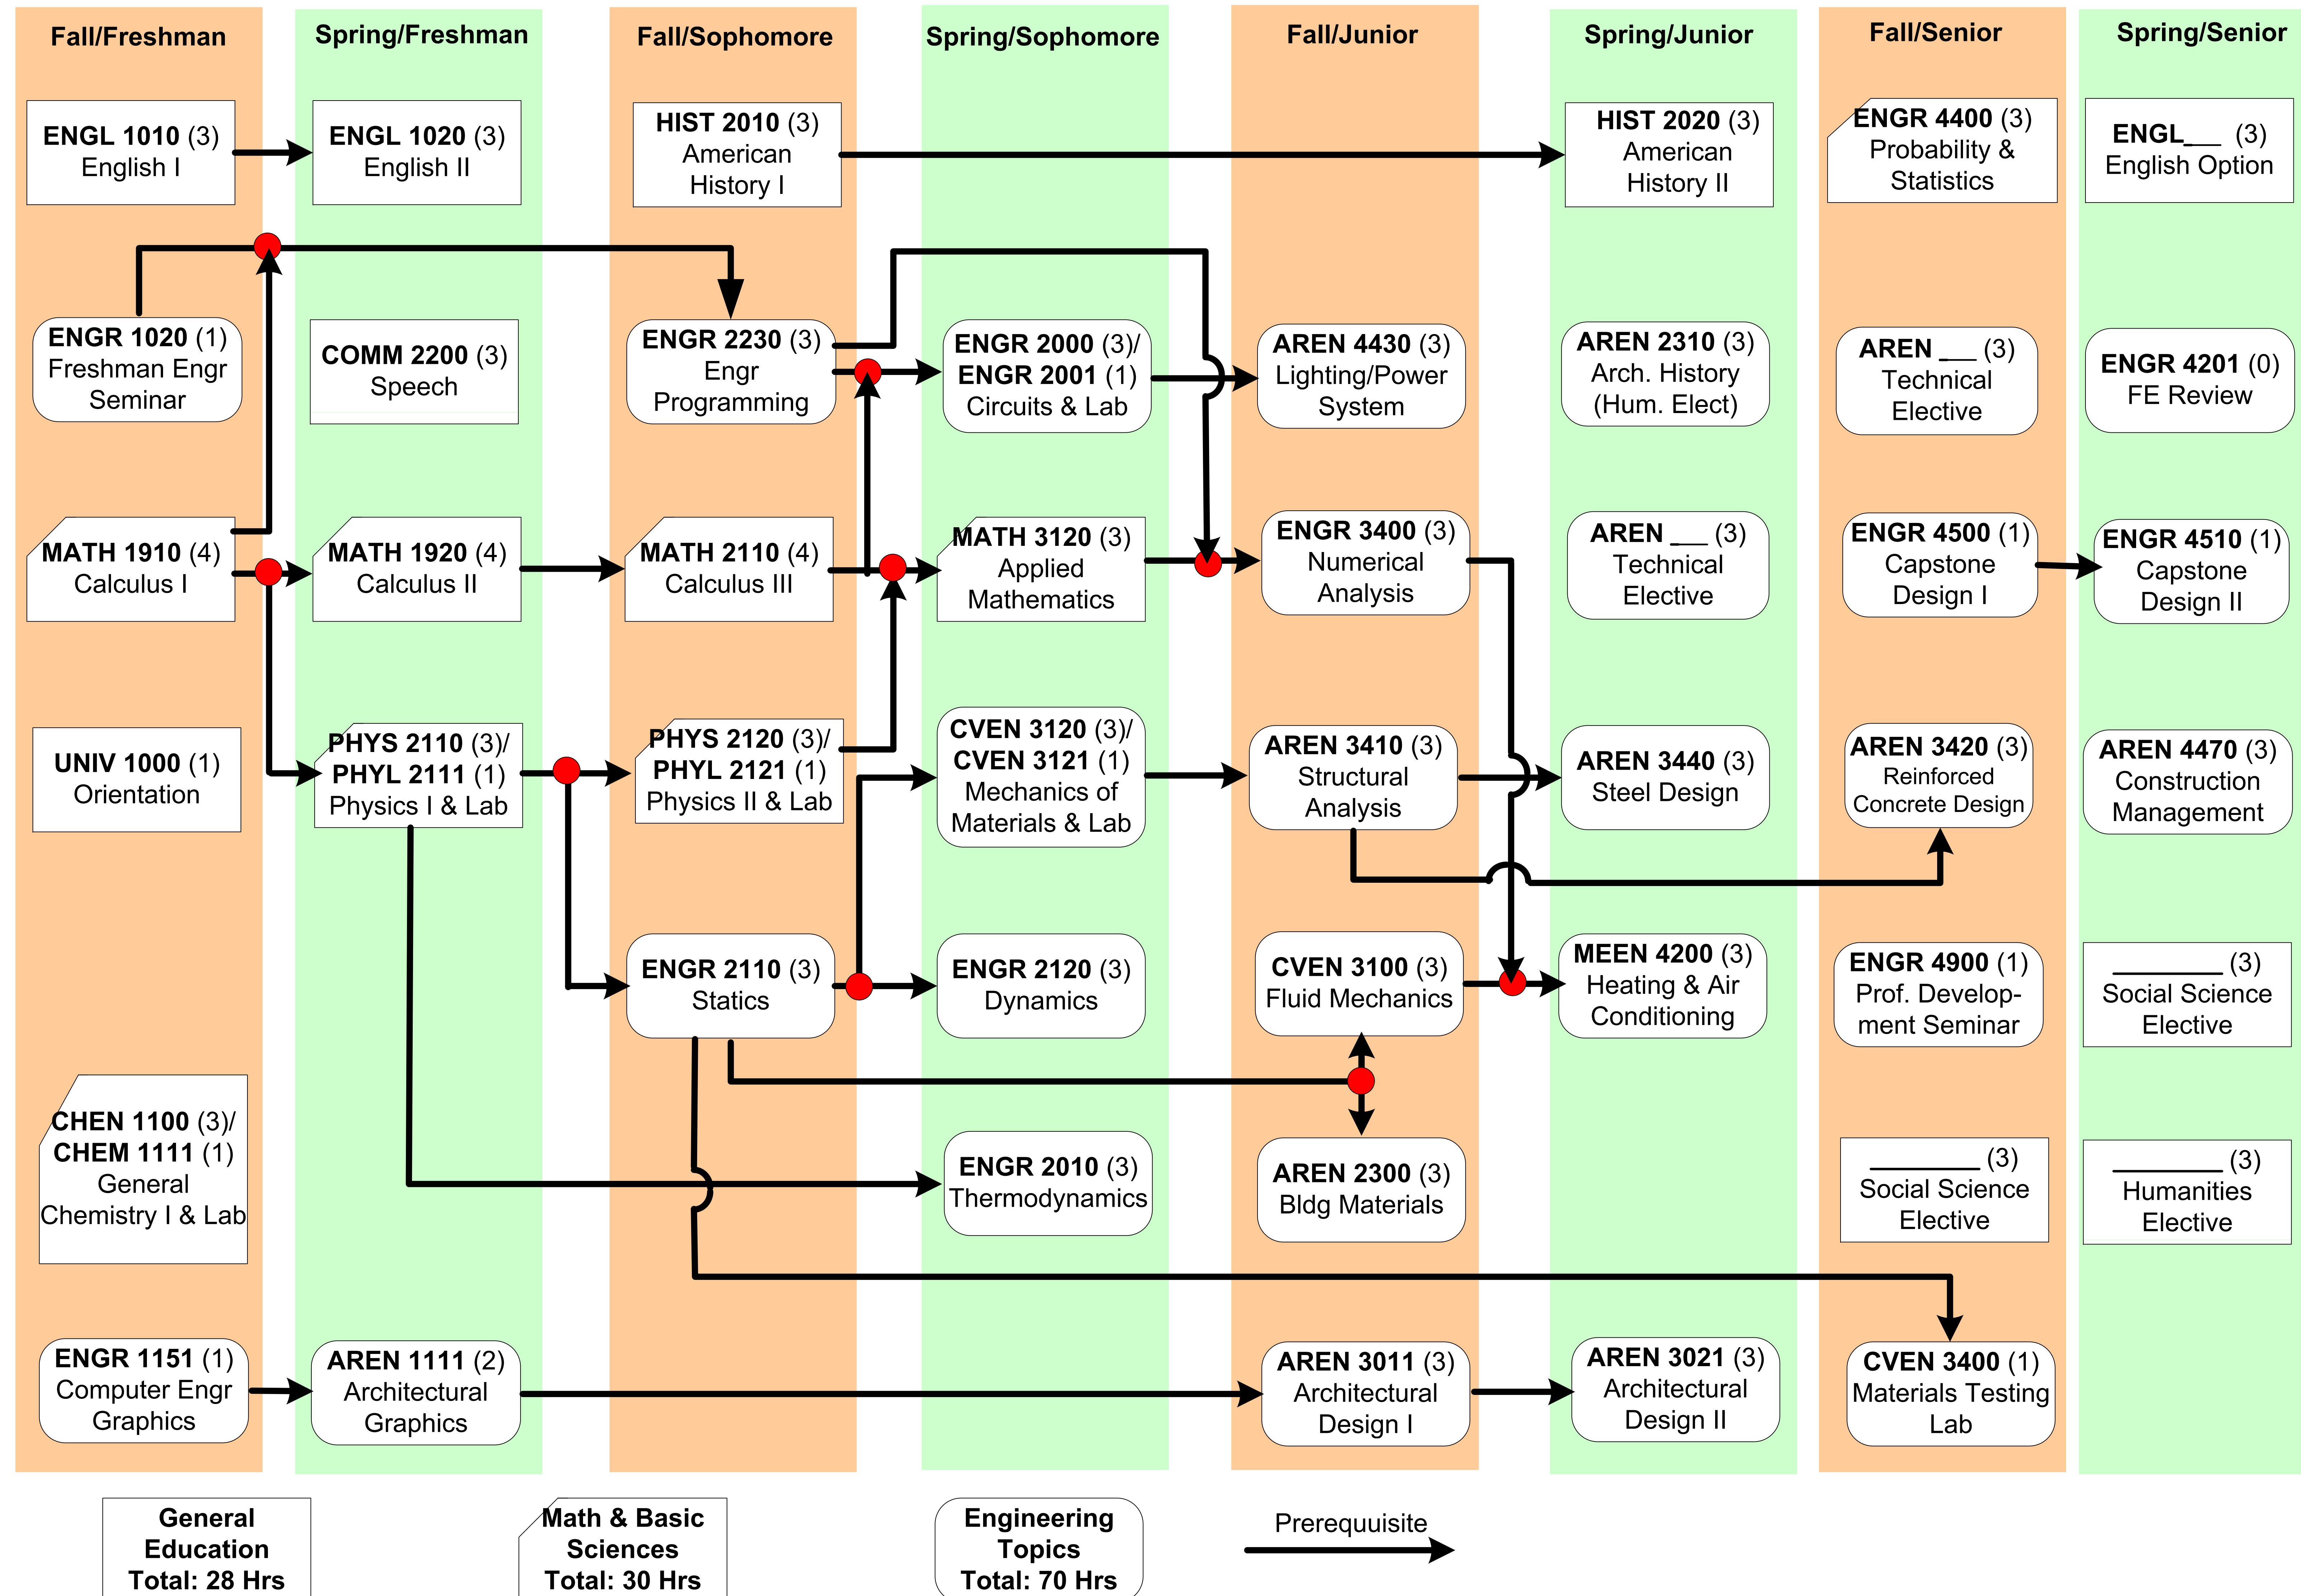 Fall/Freshman
Spring/Freshman
Fall/Sophomore
Spring/Sophomore
Fall/Junior
Spring/Junior
Fall/Senior
Spring/Senior
ENGL 1010 (3)
English I
ENGL 1020 (3)
English II
HIST 2010 (3)
American
History I
HIST 2020 (3)
American
History II
ENGR 4400 (3)
Probability &
Statistics
ENGL___ (3)
English Option
ENGR 1020 (1)
Freshman Engr
Seminar
COMM 2200 (3)
Speech
ENGR 2230 (3)
Engr
Programming
ENGR 2000 (3)/
ENGR 2001 (1)
Circuits & Lab
AREN 4430 (3)
Lighting/Power
System
AREN 2310 (3)
Arch. History
(Hum. Elect)
AREN ___ (3)
Technical
Elective
ENGR 4201 (0)
FE Review
MATH 1910 (4)
Calculus I
MATH 1920 (4)
Calculus II
MATH 2110 (4)
Calculus III
MATH 3120 (3)
Applied
Mathematics
ENGR 3400 (3)
Numerical
Analysis
AREN ___ (3)
Technical
Elective
ENGR 4500 (1)
Capstone
Design I
ENGR 4510 (1)
Capstone
Design II
UNIV 1000 (1)
Orientation
PHYS 2110 (3)/
PHYL 2111 (1)
Physics I & Lab
PHYS 2120 (3)/
PHYL 2121 (1)
Physics II & Lab
CVEN 3120 (3)/
CVEN 3121 (1)
Mechanics of
Materials & Lab
AREN 3410 (3)
Structural
Analysis
AREN 3440 (3)
Steel Design
AREN 3420 (3)
Reinforced
Concrete Design
AREN 4470 (3)
Construction
Management
ENGR 2110 (3)
Statics
ENGR 2120 (3)
Dynamics
CVEN 3100 (3)
Fluid Mechanics
MEEN 4200 (3)
Heating & Air
Conditioning
ENGR 4900 (1)
Prof. Develop-
ment Seminar
________ (3)
Social Science
Elective
CHEN 1100 (3)/
CHEM 1111 (1)
General
Chemistry I & Lab
ENGR 2010 (3)
Thermodynamics
AREN 2300 (3)
Bldg Materials
________ (3)
Social Science
Elective
________ (3)
Humanities
Elective
ENGR 1151 (1)
Computer Engr
Graphics
AREN 1111 (2)
Architectural
Graphics
AREN 3011 (3)
Architectural
Design I
AREN 3021 (3)
Architectural
Design II
CVEN 3400 (1)
Materials Testing
Lab
General
Education
Total: 28 Hrs
Math & Basic
Sciences
Total: 30 Hrs
Engineering
Topics
Total: 70 Hrs
Prerequuisite